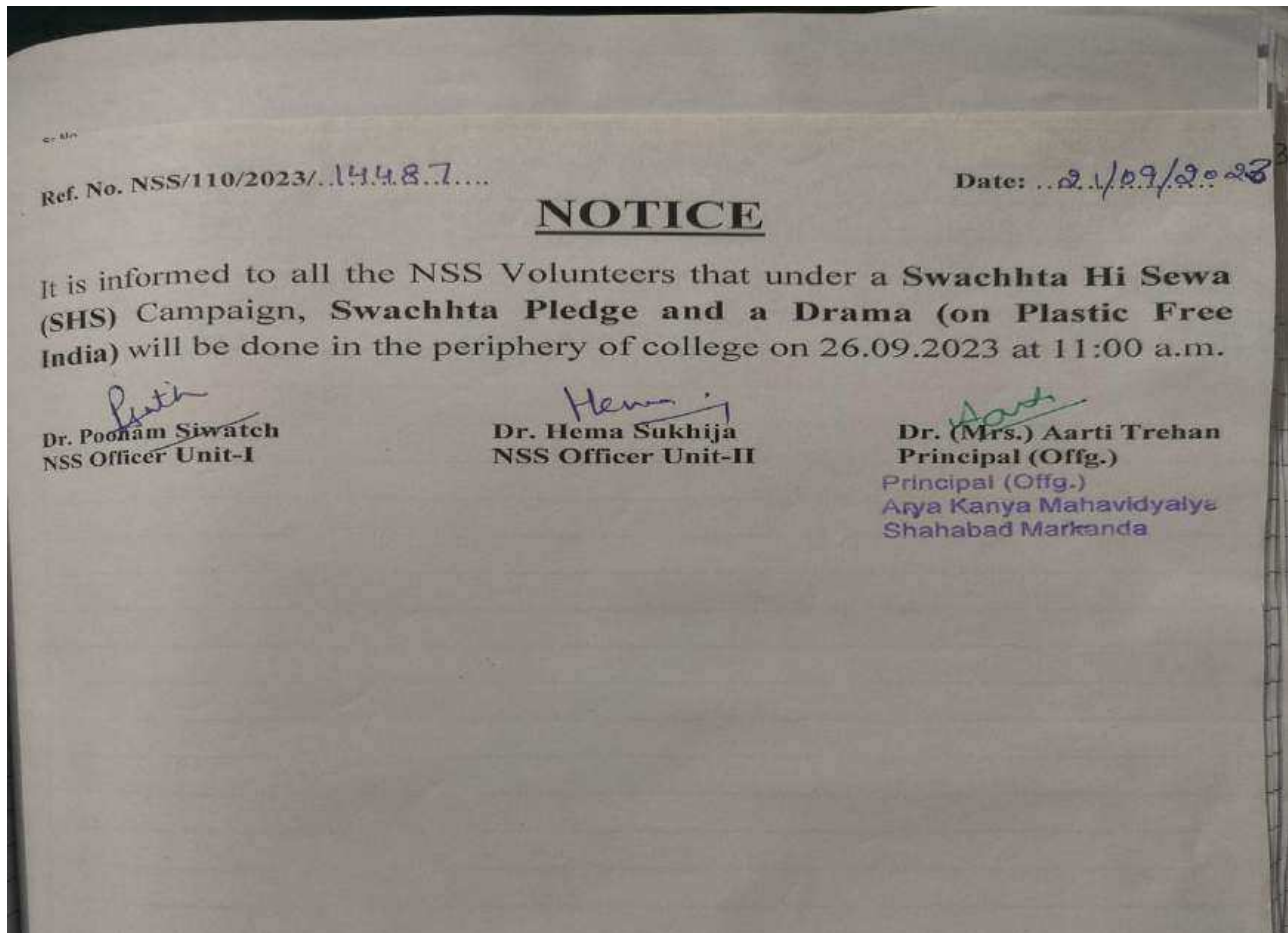 Ref. No. NSS/110/2023/..14487....
Date: ..21/09/2023
NOTICE
It is informed to all the NSS Volunteers that under a Swachhta Hi Sewa
(SHS) Campaign, Swachhta Pledge and a Drama (on Plastic Free
India) will be done in the periphery of college on 26.09.2023 at 11:00 a.m.
Hema
Aarti
Dr. Poonam Siwatch
NSS Officer Unit-I
Dr. Hema Sukhija
NSS Officer Unit-II
Dr. (Mrs.) Aarti Trehan
Principal (Offg.)
Principal (Offg.)
Arya Kanya Mahavidyalya
Shahabad Markanda